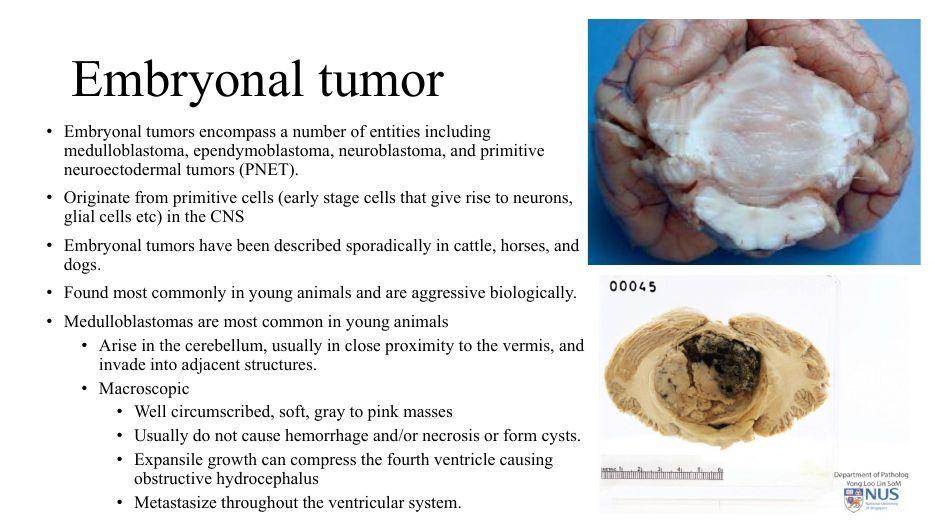 Embryonal tumor
• Embryonal tumors encompass a number of entities including
medulloblastoma, ependymoblastoma, neuroblastoma, and primitive
neuroectodermal tumors (PNET).
• Originate from primitive cells (early stage cells that give rise to neurons,
glial cells etc) in the CNS
• Embryonal tumors have been described sporadically in cattle, horses, and
dogs.
• Found most commonly in young animals and are aggressive biologically.
• Medulloblastomas are most common in young animals
• Arise in the cerebellum, usually in close proximity to the vermis, and
invade into adjacent structures.
• Macroscopic
• Well circumscribed, soft, gray to pink masses
• Usually do not cause hemorrhage and/or necrosis or form cysts.
• Expansile growth can compress the fourth ventricle causing
obstructive hydrocephalus
• Metastasize throughout the ventricular system.
00045
Department of Patholog
Yong Loo Lin SoM
NUS
National University
of Singapore